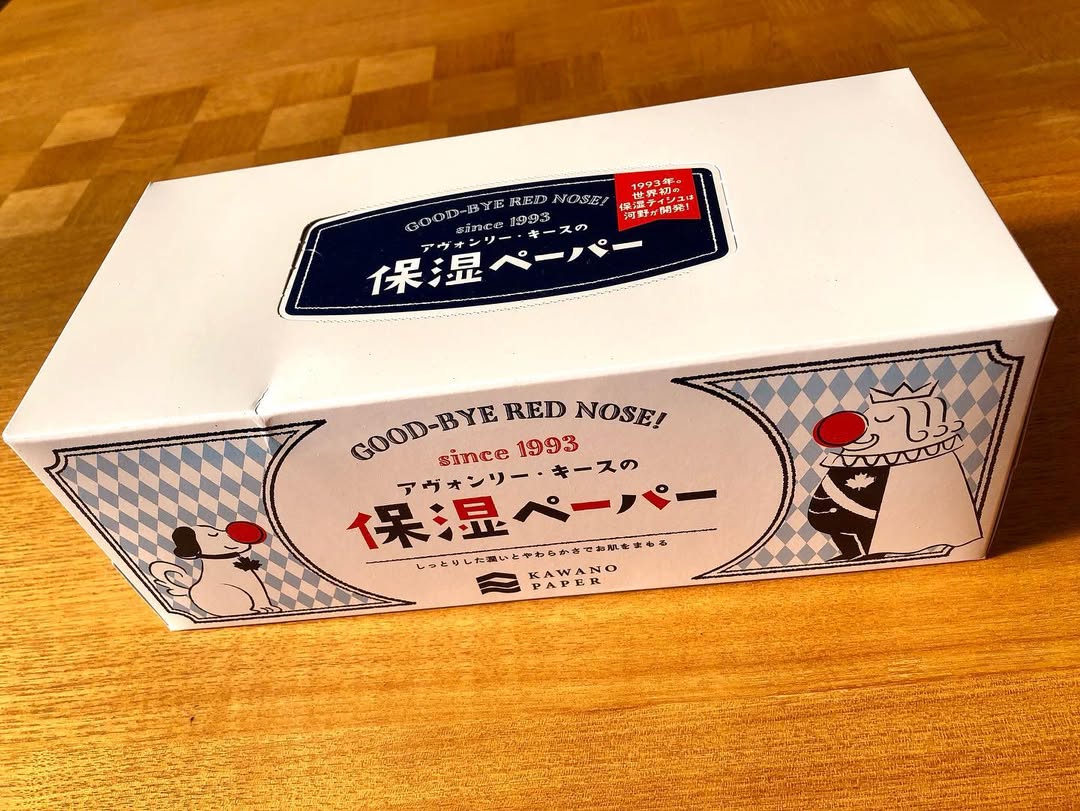 GOOD-BYE RED NOSE!
since 1993
アヴォンリー・キースの
保湿ペーパー
1993年。
世界初の
保湿ティシュは
河野が開発!
GOOD-BYE RED NOSE!
since 1993
アヴォンリー・キースの
保湿ペーパー
しっとりした潤いとやわらかさでお肌をまもる
KAWANO
PAPER